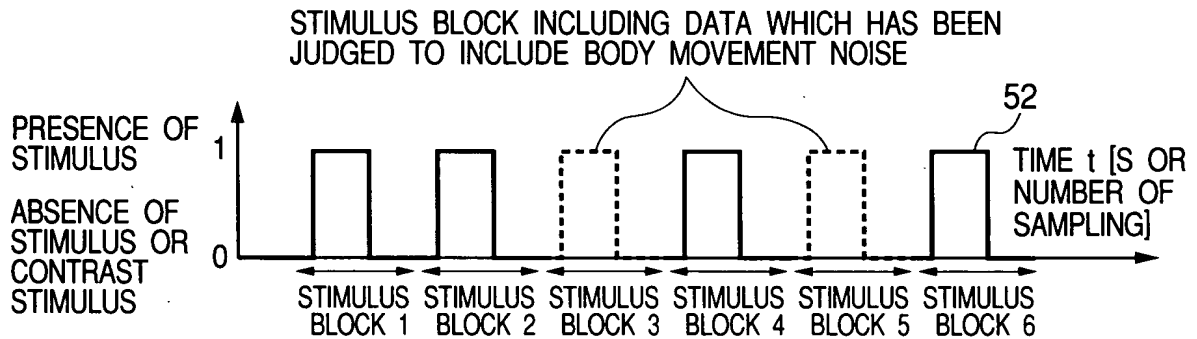 STIMULUS BLOCK INCLUDING DATA WHICH HAS BEEN
JUDGED TO INCLUDE BODY MOVEMENT NOISE
52
PRESENCE OF
STIMULUS
1
ABSENCE OF
STIMULUS OR
CONTRAST
STIMULUS
0
TIME t [S OR
NUMBER OF
SAMPLING]
STIMULUS
BLOCK 1
STIMULUS
BLOCK 2
STIMULUS
BLOCK 3
STIMULUS
BLOCK 4
STIMULUS
BLOCK 5
STIMULUS
BLOCK 6